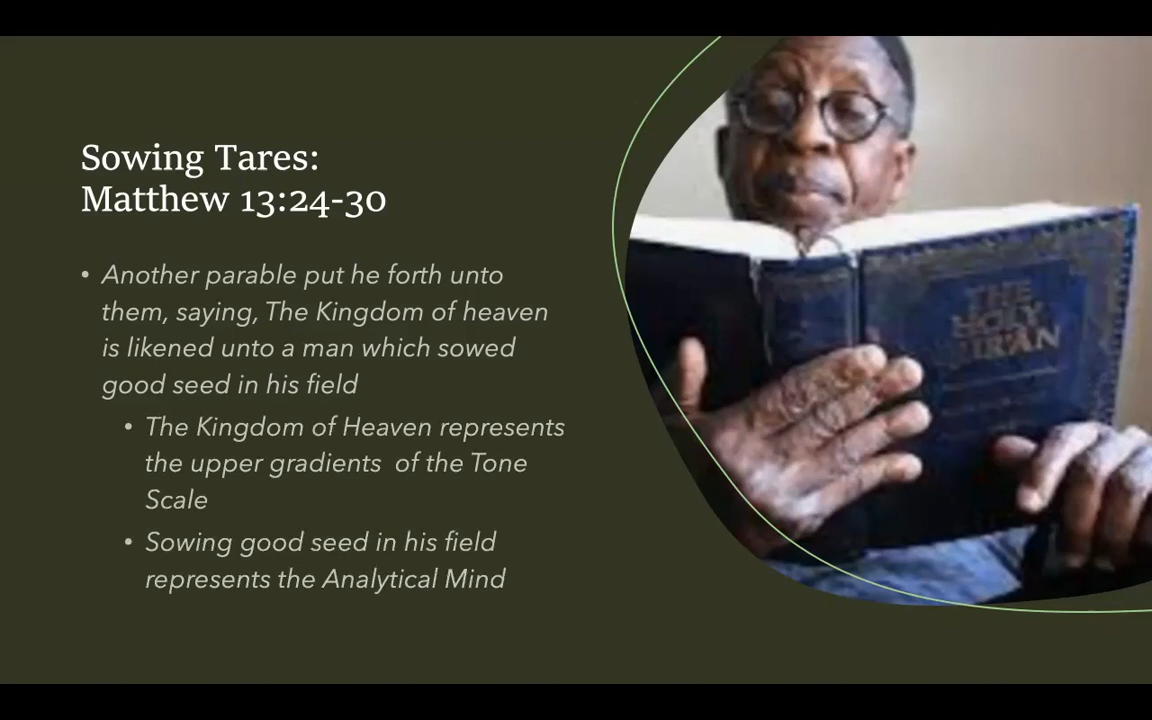 Sowing Tares:
Matthew 13:24-30
• Another parable put he forth unto
them, saying, The Kingdom of heaven
is likened unto a man which sowed
good seed in his field
• The Kingdom of Heaven represents
the upper gradients of the Tone
Scale
• Sowing good seed in his field
represents the Analytical Mind
THE
HOLY
QUR'AN